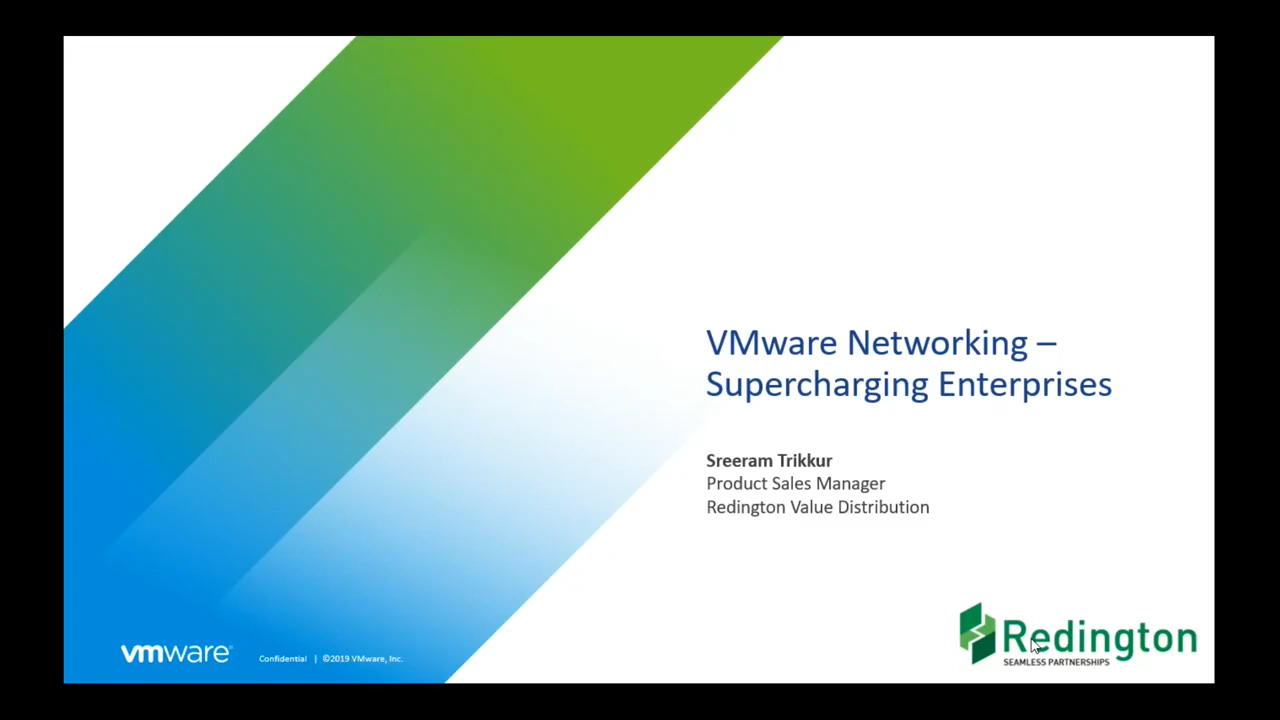 VMware Networking –
Supercharging Enterprises
Sreeram Trikkur
Product Sales Manager
Redington Value Distribution
vmware®
Confidential | ©2019 VMware, Inc.
Redington
SEAMLESS PARTNERSHIPS